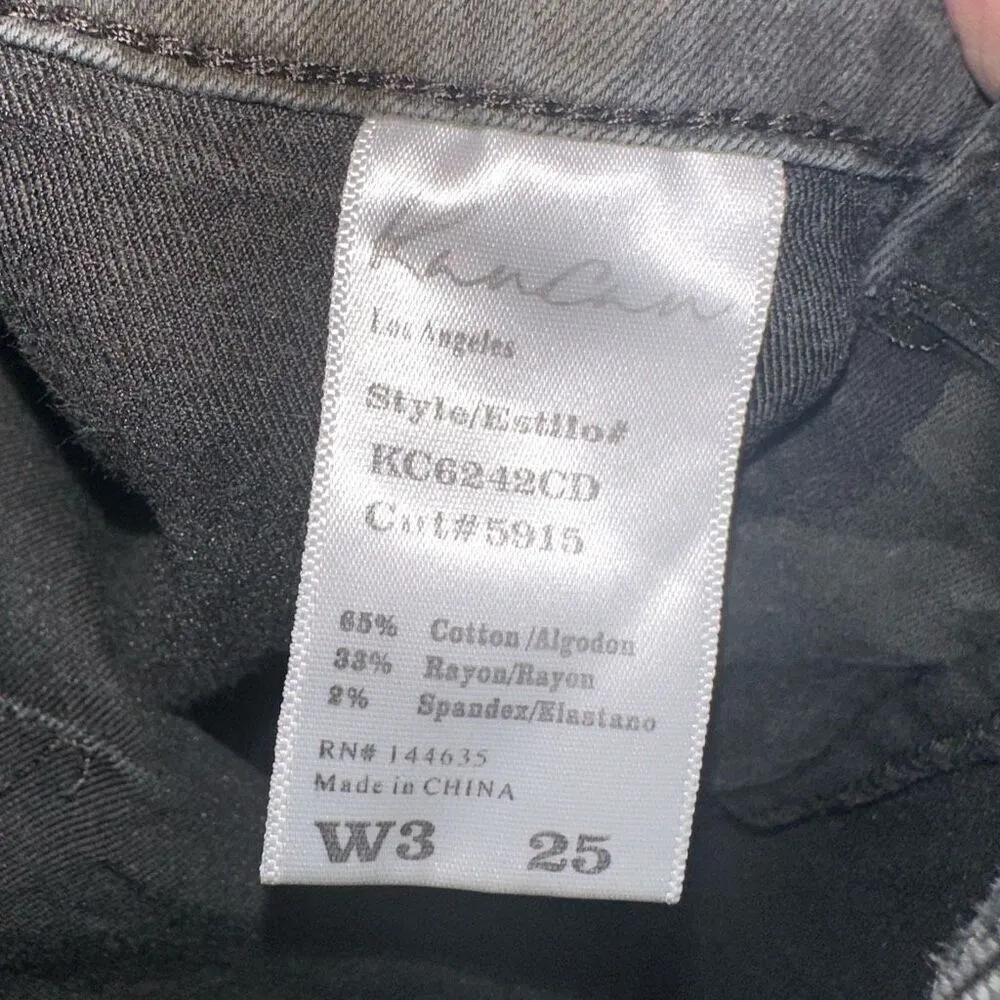 KanCan
Los Angeles
Style/Estilo#
KC6242CD
Cut#5915
65% Cotton/Algodon
33% Rayon/Rayon
2% Spandex/Elastano
RN# 144635
Made in CHINA
W3 25